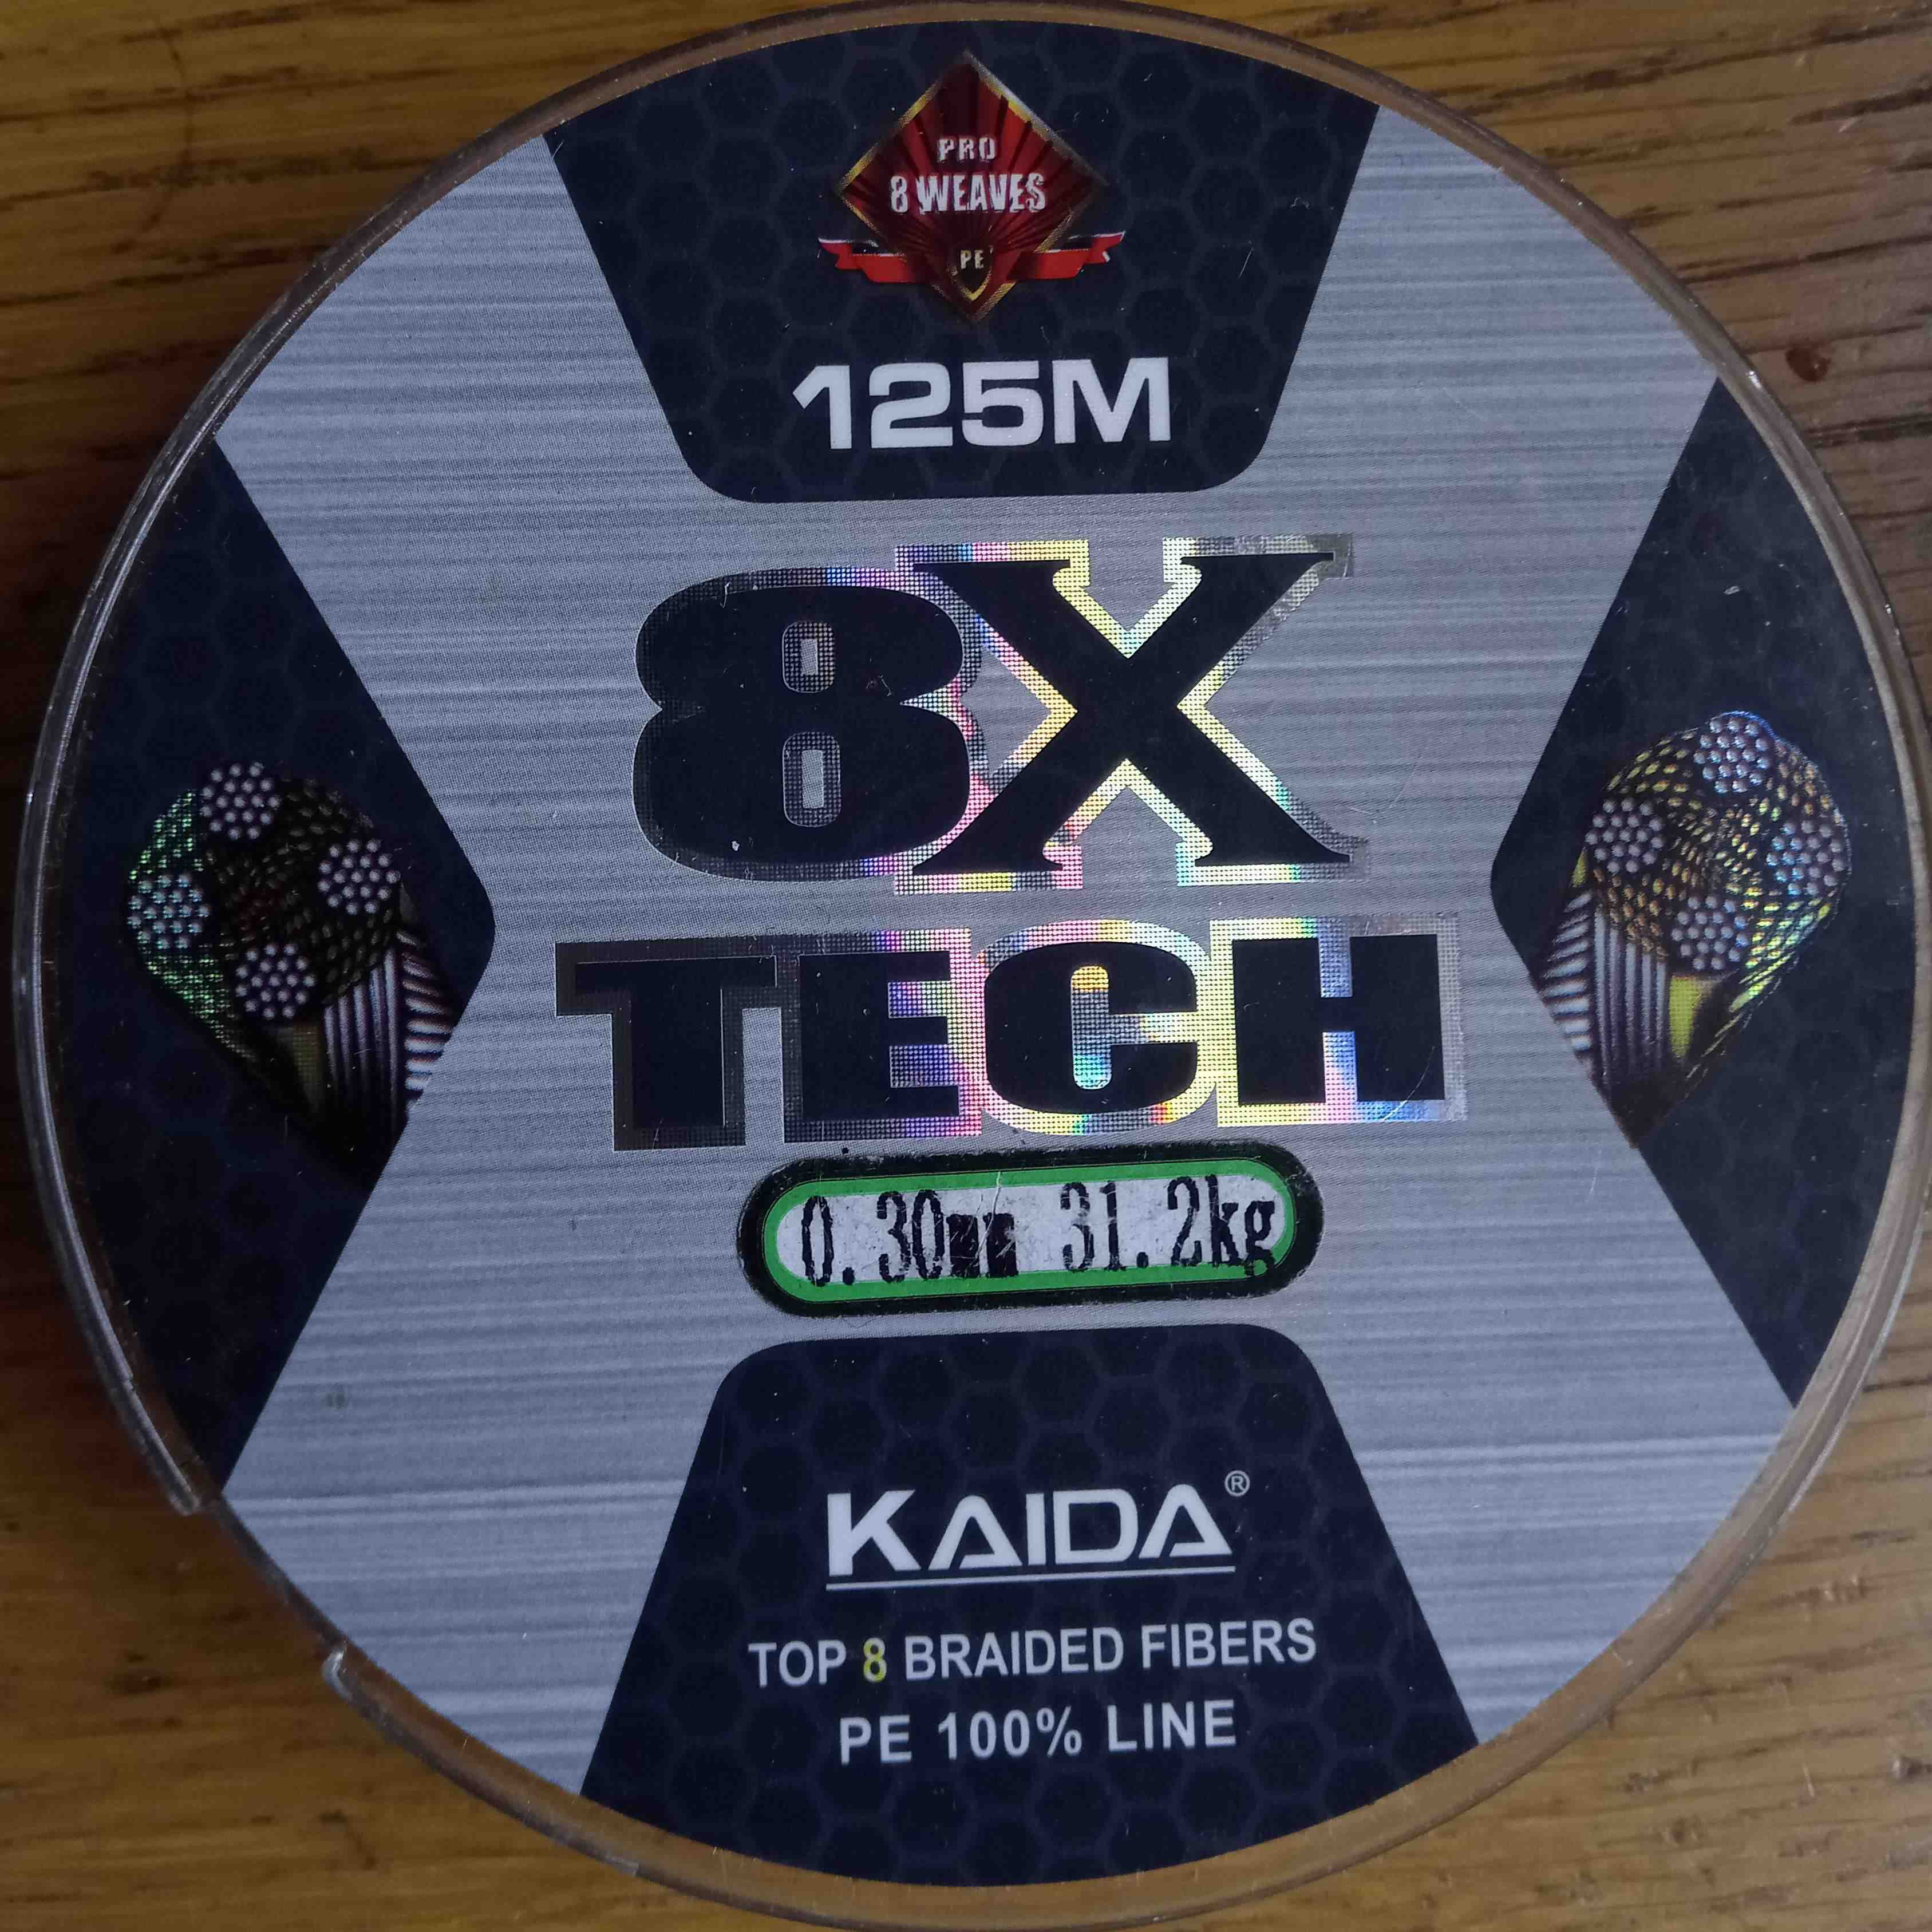 PRO
8 WEAVES
PE
125M
8X
TECH
0.30mm 31.2kg
KAIDA®
TOP 8 BRAIDED FIBERS
PE 100% LINE